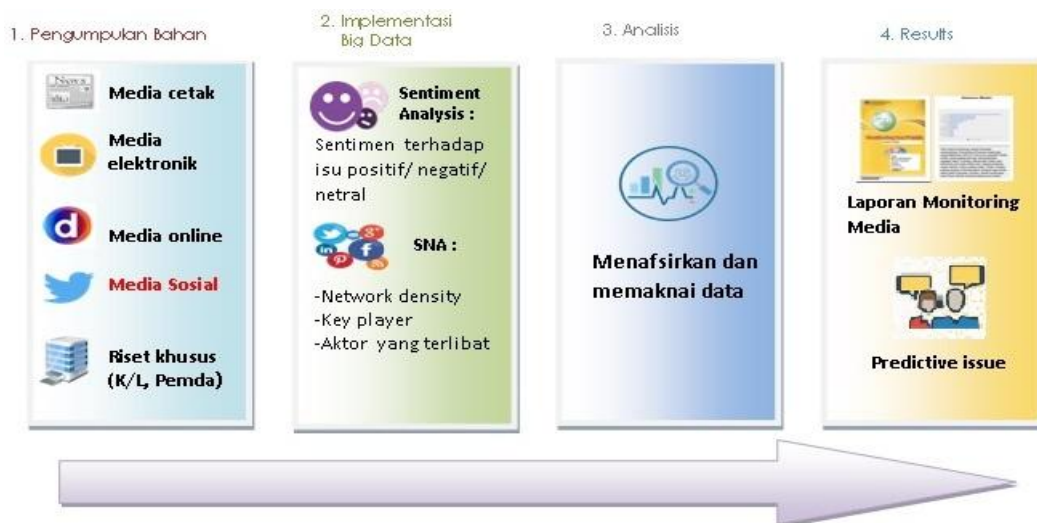 1. Pengumpulan Bahan
Media cetak
Media
elektronik
Media online
Media Sosial
Riset khusus
(K/L, Pemda)
2. Implementasi
Big Data
Sentiment
Analysis :
Sentimen terhadap
isu positif/ negatif/
netral
SNA :
-Network density
-Key player
-Aktor yang terlibat
3. Analisis
Menafsirkan dan
memaknai data
4. Results
Laporan Monitoring
Media
Predictive issue